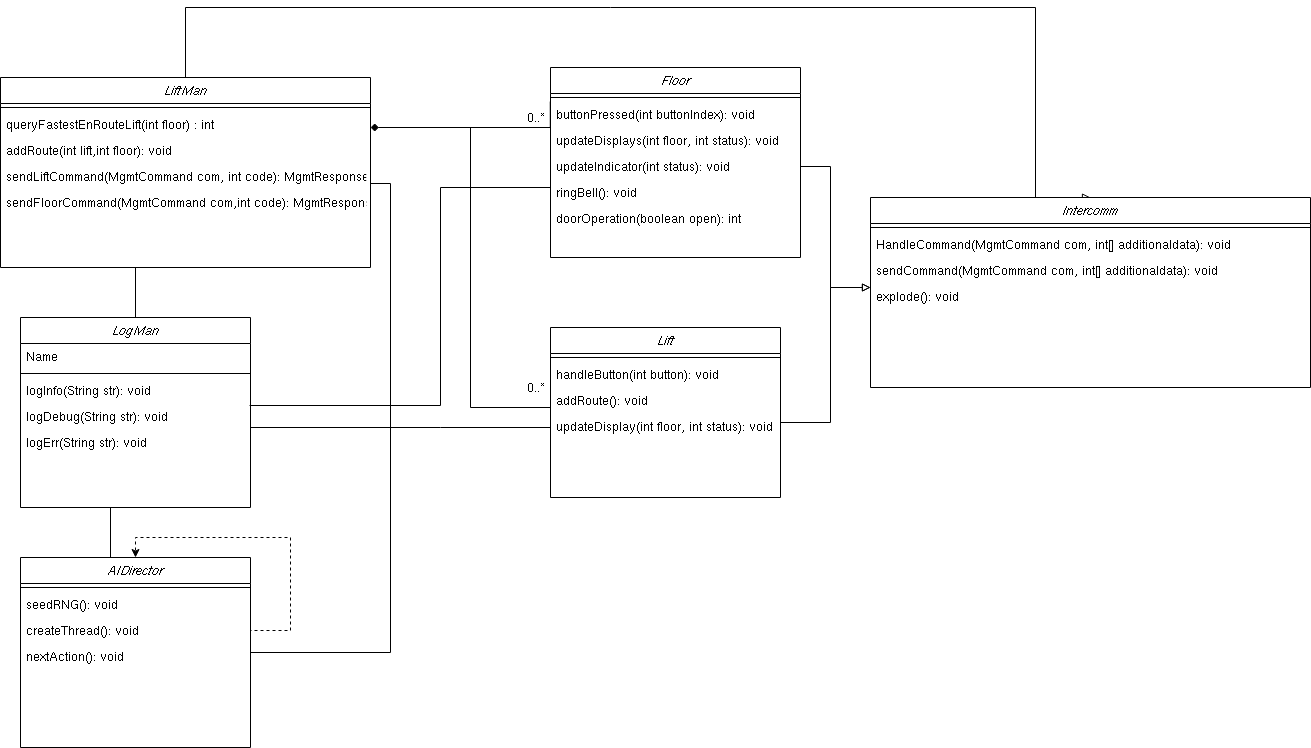 LiftMan
queryFastestEnRouteLift(int floor) : int
addRoute(int lift,int floor): void
sendLiftCommand(MgmtCommand com, int code): MgmtResponse
sendFloorCommand(MgmtCommand com,int code): MgmtRespon
0..*
Floor
buttonPressed(int buttonIndex): void
updateDisplays(int floor, int status): void
updateIndicator(int status): void
ringBell(): void
doorOperation(boolean open): int
Intercomm
HandleCommand(MgmtCommand com, int[] additionaldata): void
sendCommand(MgmtCommand com, int[] additionaldata): void
explode(): void
LogMan
Name
logInfo(String str): void
logDebug(String str): void
logErr(String str): void
0..*
Lift
handleButton(int button): void
addRoute(): void
updateDisplay(int floor, int status): void
AIDirector
seedRNG(): void
createThread(): void
nextAction(): void